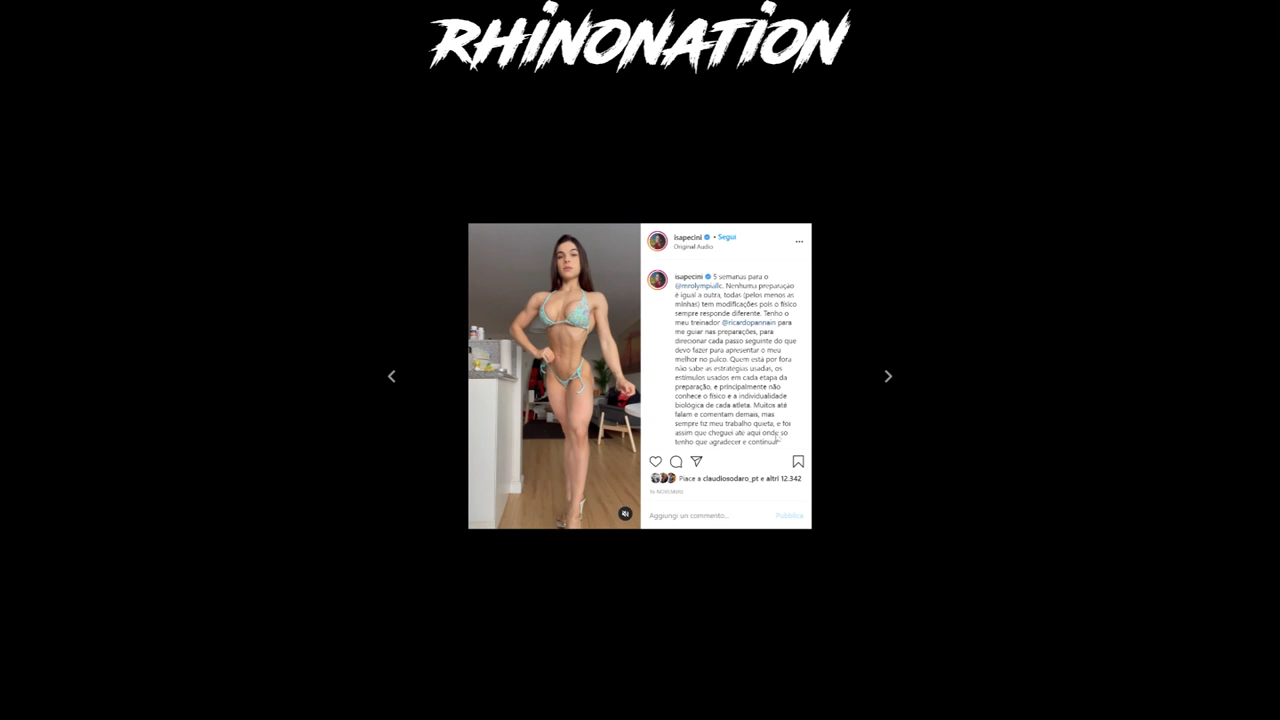 RHINONATION
isapecini • Segui
Original Audio
isapecini 5 semanas para o
@mrolympiallc. Nenhuma preparação
é igual a outra, todas (pelos menos as
minhas) tem modificações pois o físico
sempre responde diferente. Tenho o
meu treinador @ricardopannain para
me guiar nas preparações, para
direcionar cada passo seguinte do que
devo fazer para apresentar o meu
melhor no palco. Quem está por fora
não sabe as estratégias usadas, os
estímulos usados em cada etapa da
preparação, e principalmente não
conhece o físico e a individualidade
biológica de cada atleta. Muitos até
falam e comentam demais, mas
sempre fiz meu trabalho quieta, e foi
assim que cheguei até aqui onde só
tenho que agradecer e continuar
Piace a claudiosodaro_pt e altri 12.342
NOVEMBRE
Aggiungi un commento...
Pubblica